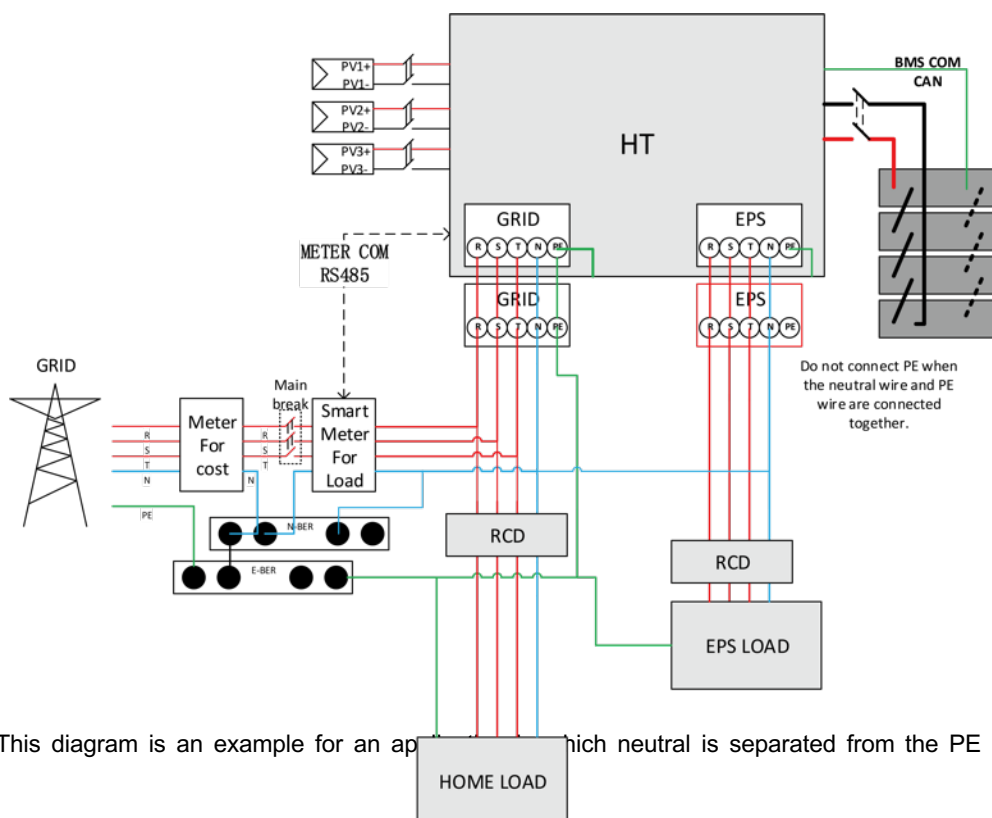 PV1+
PV1-
PV2+
PV2-
PV3+
PV3-
HT
BMS COM
CAN
GRID
R S T N PE
EPS
R S T N PE
METER COM
RS485
GRID
R S T N PE
EPS
R S T N PE
Do not connect PE when
the neutral wire and PE
wire are connected
together.
GRID
Main
break
Meter
For
cost
Smart
Meter
For
Load
R
S
T
N
R
S
T
N
PE
N-BER
E-BER
RCD
RCD
EPS LOAD
This diagram is an example for an neutral is separated from the PE
HOME LOAD